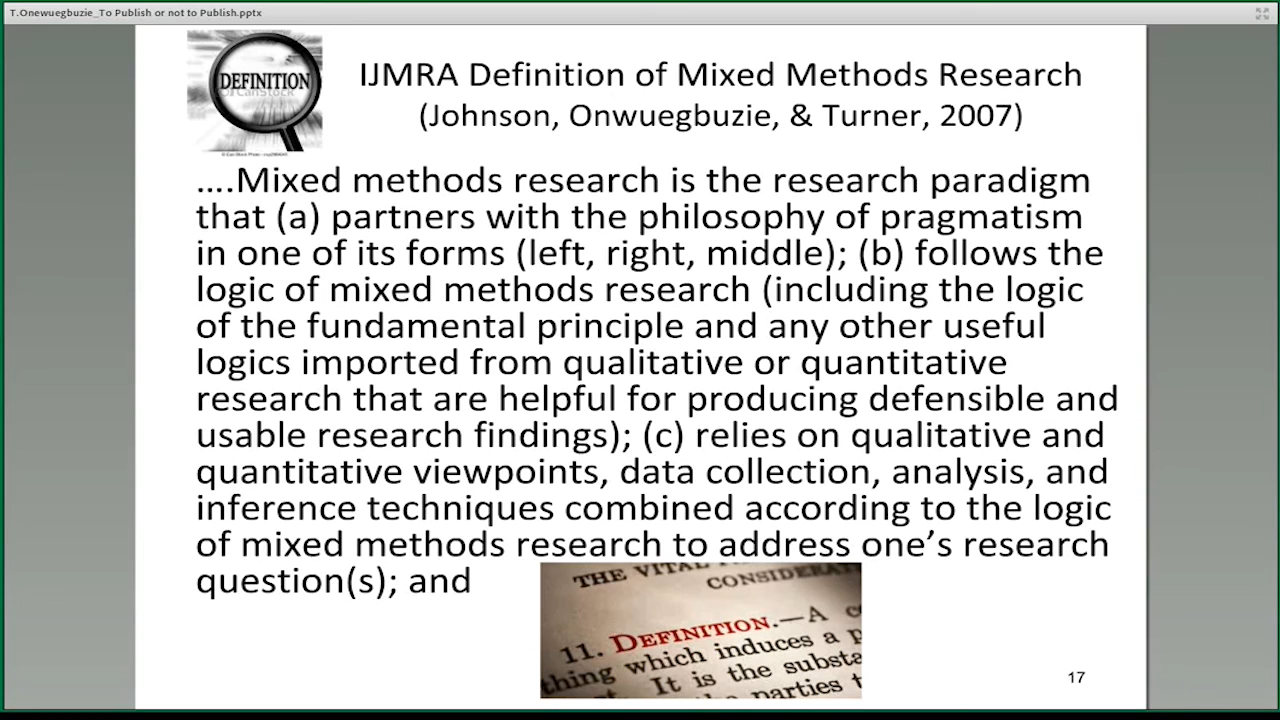 T.Onewuegbuzie_To Publish or not to Publish.pptx
DEFINITION
CanStock
IJMRA Definition of Mixed Methods Research
(Johnson, Onwuegbuzie, & Turner, 2007)
….Mixed methods research is the research paradigm
that (a) partners with the philosophy of pragmatism
in one of its forms (left, right, middle); (b) follows the
logic of mixed methods research (including the logic
of the fundamental principle and any other useful
logics imported from qualitative or quantitative
research that are helpful for producing defensible and
usable research findings); (c) relies on qualitative and
quantitative viewpoints, data collection, analysis, and
inference techniques combined according to the logic
of mixed methods research to address one’s research
question(s); and
THE VITAL
CONSIDERAT
11. DEFINITION.—A c
thing which induces a p
It is the substa
the parties t
17